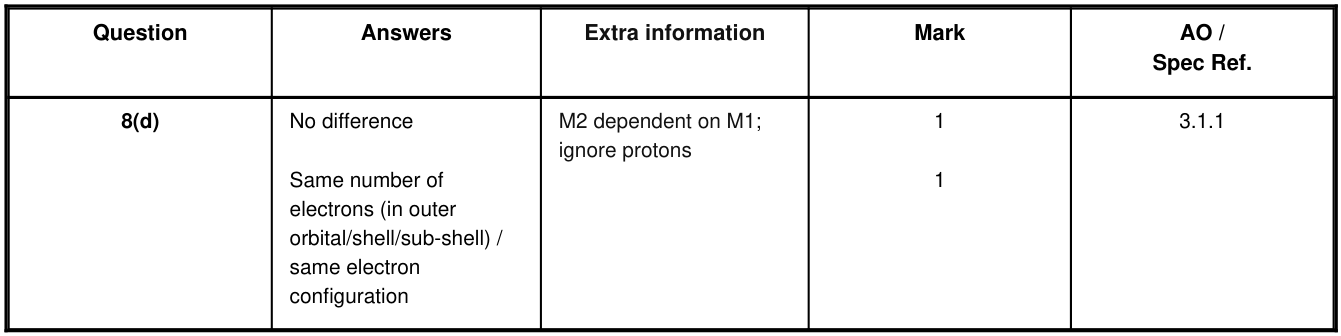 Question Answers Extra information Mark AO /
Spec Ref.
8(d) No difference M2 dependent on M1; 1 3.1.1
ignore protons
Same number of 1
electrons (in outer
orbital/shell/sub-shell) /
same electron
configuration